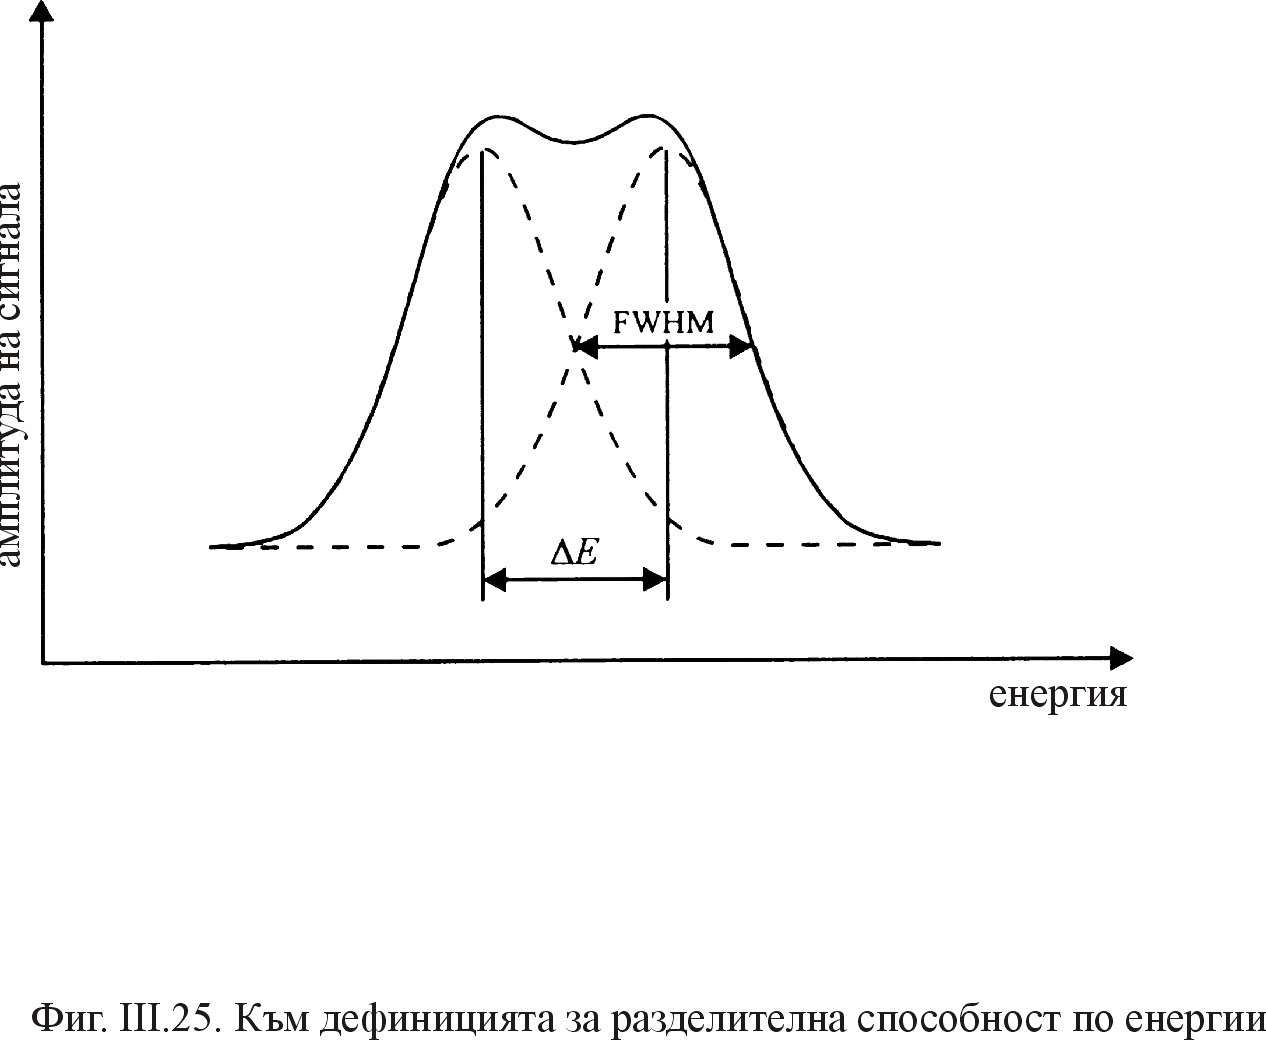 амплитуда на сигнала
FWHM
ΔE
енергия
Фиг. III.25. Към дефиницията за разделителна способност по енергии